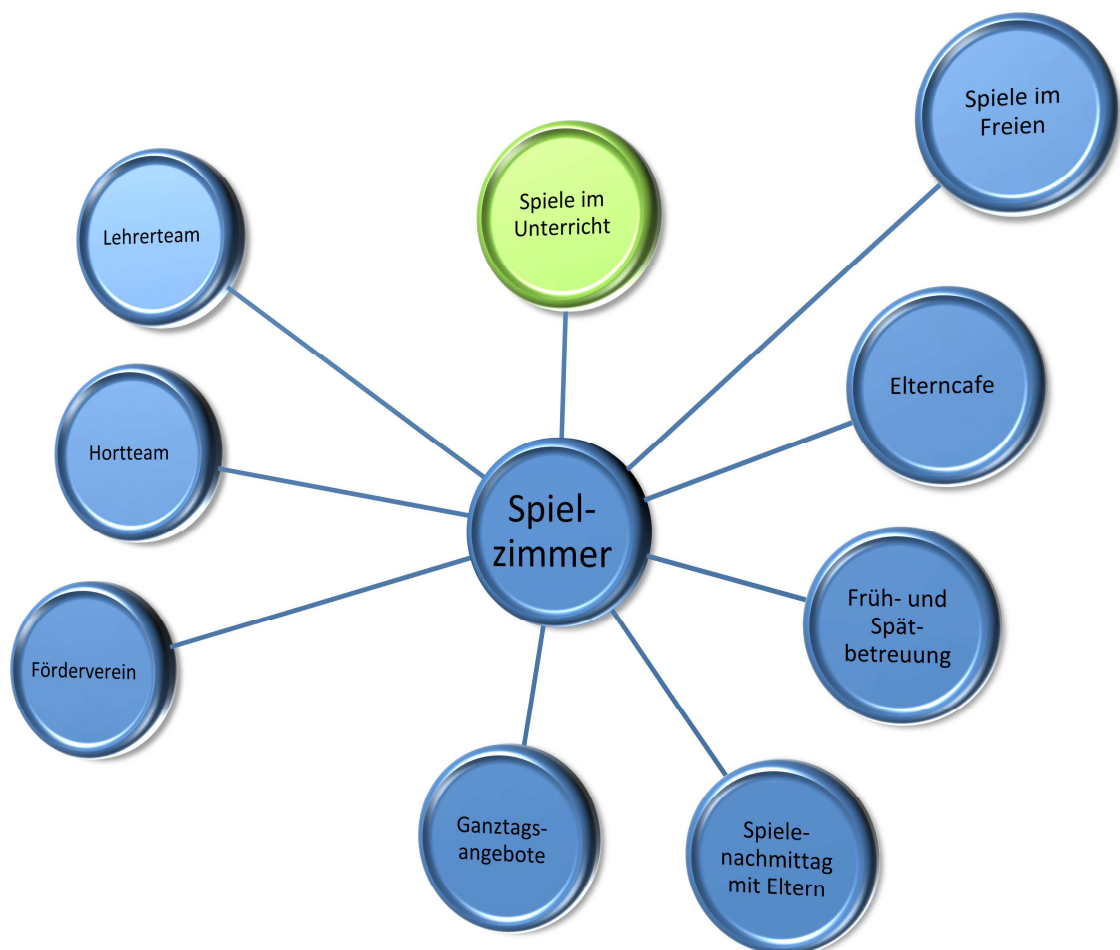 Spiele im
Freien
Spiele im
Unterricht
Lehrerteam
Elterncafe
Hortteam
Spiel-
zimmer
Früh- und
Spät-
betreuung
Förderverein
Ganztags-
angebote
Spiele-
nachmittag
mit Eltern